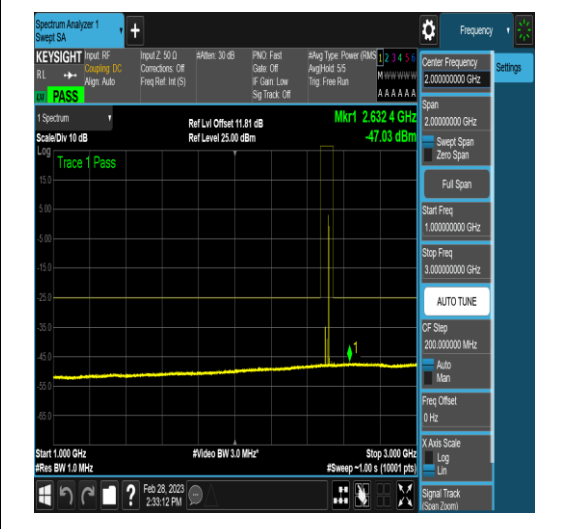 Spectrum Analyzer 1
Swept SA
Frequency
KEYSIGHT
RL
PASS
Input: RF
Coupling: DC
Align: Auto
Input Z: 50 Ω
Corrections: Off
Freq Ref: Int (S)
#Atten: 30 dB
PNO: Fast
Gate: Off
IF Gain: Low
Sig Track: Off
#Avg Type: Power (RMS
Avg|Hold: 5/5
Trig: Free Run
1 2 3 4 5 6
M w w w w w
A A A A A A
Center Frequency
2.000000000 GHz
Settings
1 Spectrum
Scale/Div 10 dB
Ref Lvl Offset 11.81 dB
Ref Level 25.00 dBm
Mkr1 2.632 4 GHz
-47.03 dBm
Span
2.00000000 GHz
Swept Span
Zero Span
Full Span
Start Freq
1.000000000 GHz
Stop Freq
3.000000000 GHz
AUTO TUNE
CF Step
200.000000 MHz
Auto
Man
Freq Offset
0 Hz
X Axis Scale
Log
Lin
Signal Track
(Span Zoom)
Log
Trace 1 Pass
15.0
5.00
-5.00
-15.0
-25.0
-35.0
-45.0
-55.0
-65.0
1
Start 1.000 GHz
#Res BW 1.0 MHz
#Video BW 3.0 MHz*
Stop 3.000 GHz
#Sweep ~1.00 s (10001 pts)
Feb 28, 2023
2:33:12 PM